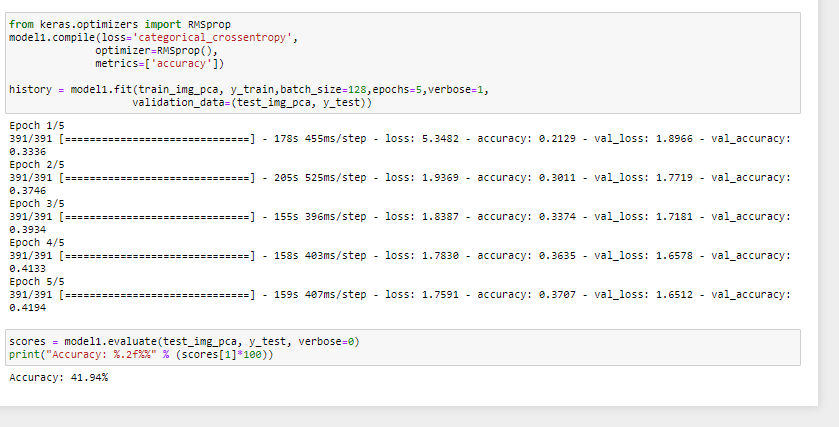 from keras.optimizers import RMSprop
model1.compile(loss='categorical_crossentropy',
              optimizer=RMSprop(),
              metrics=['accuracy'])

history = model1.fit(train_img_pca, y_train,batch_size=128,epochs=5,verbose=1,
                    validation_data=(test_img_pca, y_test))
Epoch 1/5
391/391 [==============================] - 178s 455ms/step - loss: 5.3482 - accuracy: 0.2129 - val_loss: 1.8966 - val_accuracy:
0.3336
Epoch 2/5
391/391 [==============================] - 205s 525ms/step - loss: 1.9369 - accuracy: 0.3011 - val_loss: 1.7719 - val_accuracy:
0.3746
Epoch 3/5
391/391 [==============================] - 155s 396ms/step - loss: 1.8387 - accuracy: 0.3374 - val_loss: 1.7181 - val_accuracy:
0.3934
Epoch 4/5
391/391 [==============================] - 158s 403ms/step - loss: 1.7830 - accuracy: 0.3635 - val_loss: 1.6578 - val_accuracy:
0.4133
Epoch 5/5
391/391 [==============================] - 159s 407ms/step - loss: 1.7591 - accuracy: 0.3707 - val_loss: 1.6512 - val_accuracy:
0.4194
scores = model1.evaluate(test_img_pca, y_test, verbose=0)
print("Accuracy: %.2f%%" % (scores[1]*100))
Accuracy: 41.94%